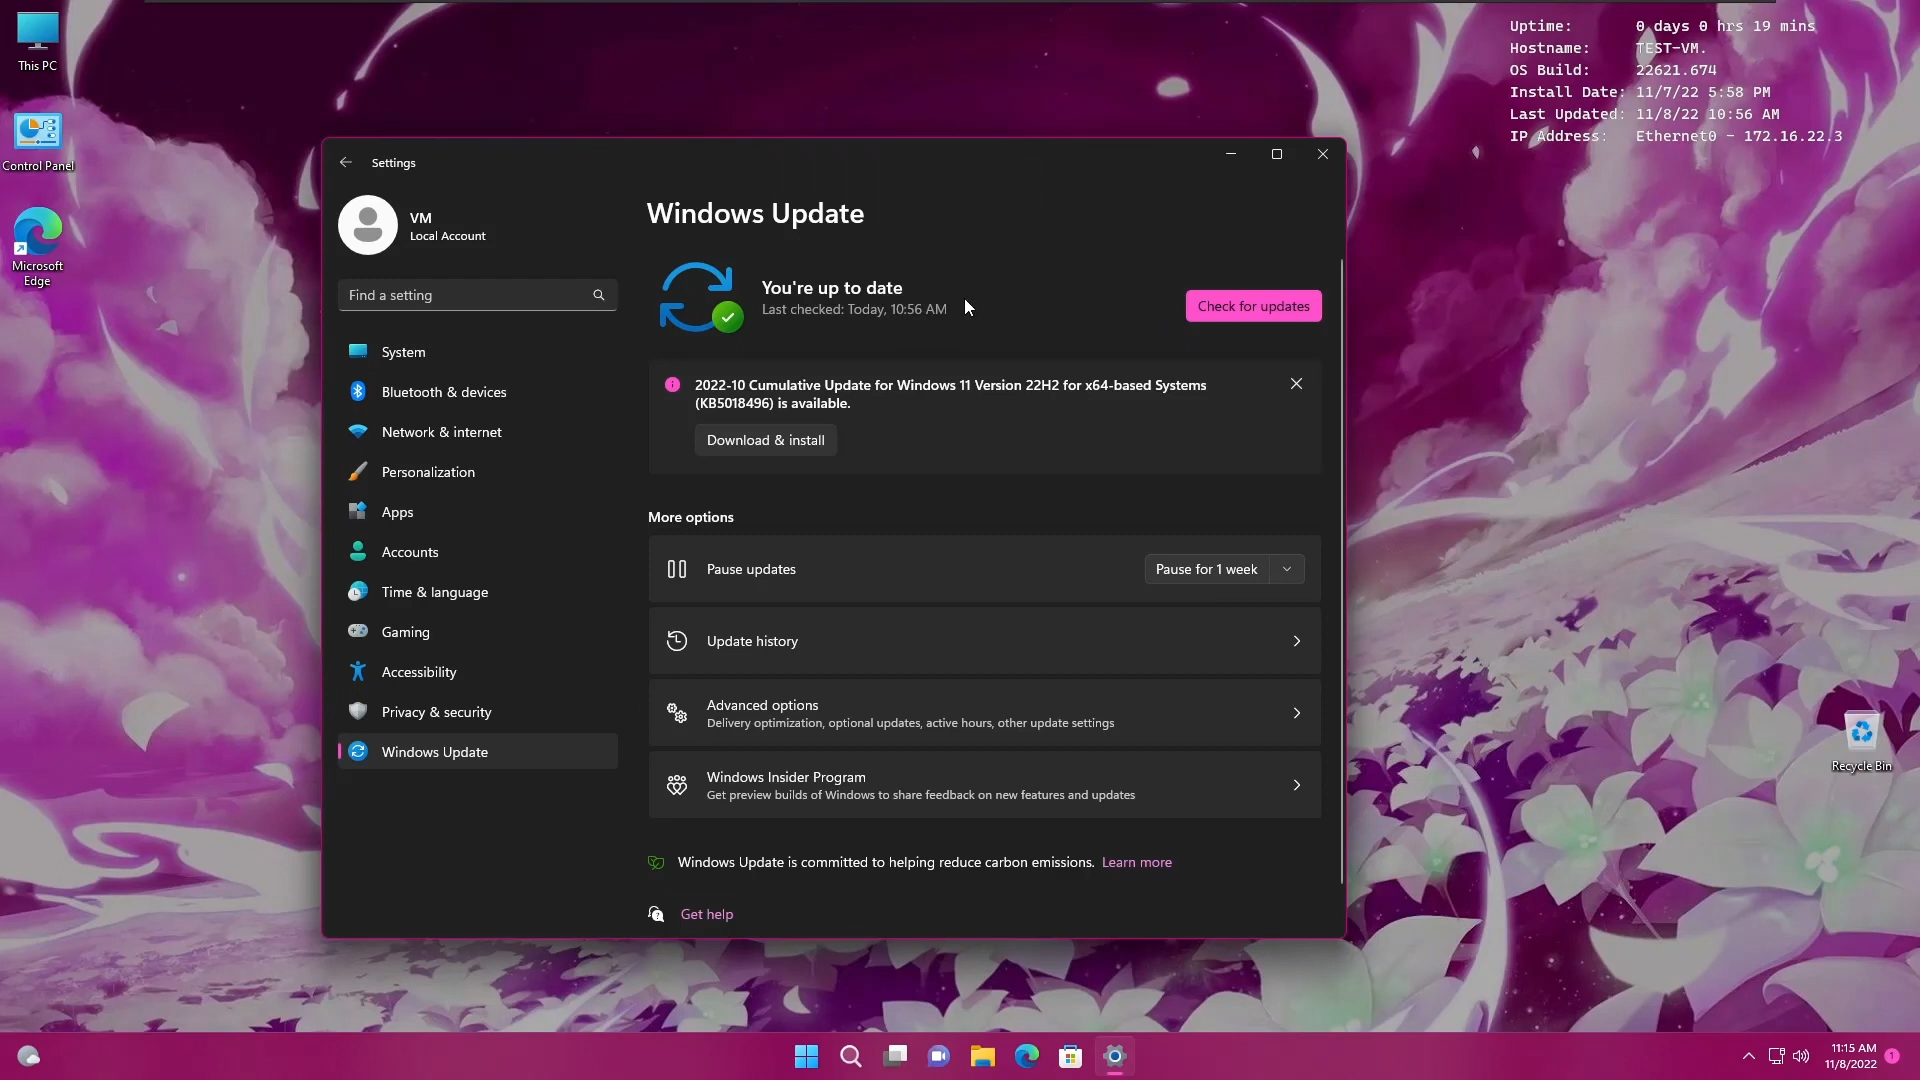 This PC
Control Panel
Microsoft
Edge
Uptime: 0 days 0 hrs 19 mins
Hostname: TEST-VM.
OS Build: 22621.674
Install Date: 11/7/22 5:58 PM
Last Updated: 11/8/22 10:56 AM
IP Address: Ethernet0 - 172.16.22.3
Settings
VM
Local Account
Find a setting
System
Bluetooth & devices
Network & internet
Personalization
Apps
Accounts
Time & language
Gaming
Accessibility
Privacy & security
Windows Update
Windows Update
You're up to date
Last checked: Today, 10:56 AM
Check for updates
2022-10 Cumulative Update for Windows 11 Version 22H2 for x64-based Systems
(KB5018496) is available.
Download & install
More options
Pause updates
Pause for 1 week
Update history
Advanced options
Delivery optimization, optional updates, active hours, other update settings
Windows Insider Program
Get preview builds of Windows to share feedback on new features and updates
Windows Update is committed to helping reduce carbon emissions. Learn more
Get help
Recycle Bin
11:15 AM
11/8/2022
1